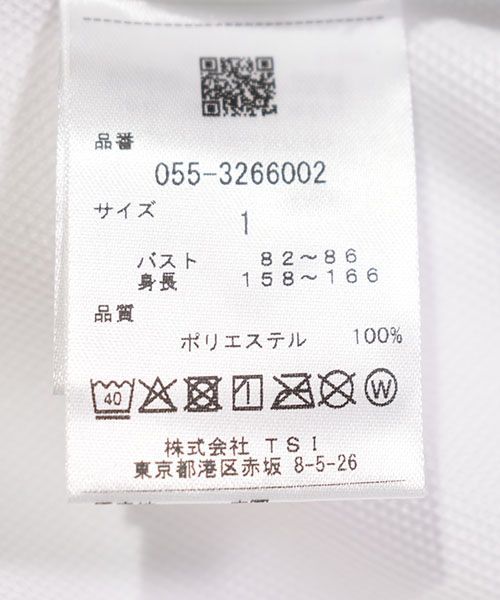 品番
055-3266002
サイズ
1
バスト 82～86
身長 158～166
品質
ポリエステル 100%
40
W
株式会社 TSI
東京都港区赤坂 8-5-26